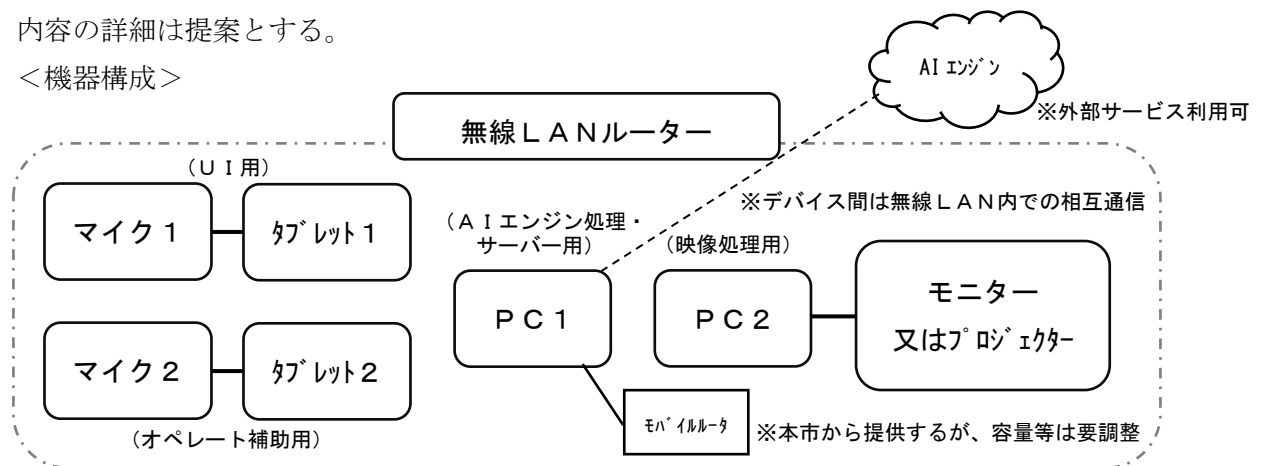 内容の詳細は提案とする。
＜機器構成＞
AI ｴﾝｼﾞﾝ
※外部サービス利用可
無線ＬＡＮルーター
（ＵＩ用）
※デバイス間は無線ＬＡＮ内での相互通信
マイク１
ﾀﾌﾞﾚｯﾄ１
（ＡＩエンジン処理・
サーバー用）
（映像処理用）
ＰＣ１
ＰＣ２
モニター
又はﾌﾟﾛｼﾞｪｸﾀｰ
マイク２
ﾀﾌﾞﾚｯﾄ２
（オペレート補助用）
ﾓﾊﾞｲﾙﾙｰﾀ
※本市から提供するが、容量等は要調整